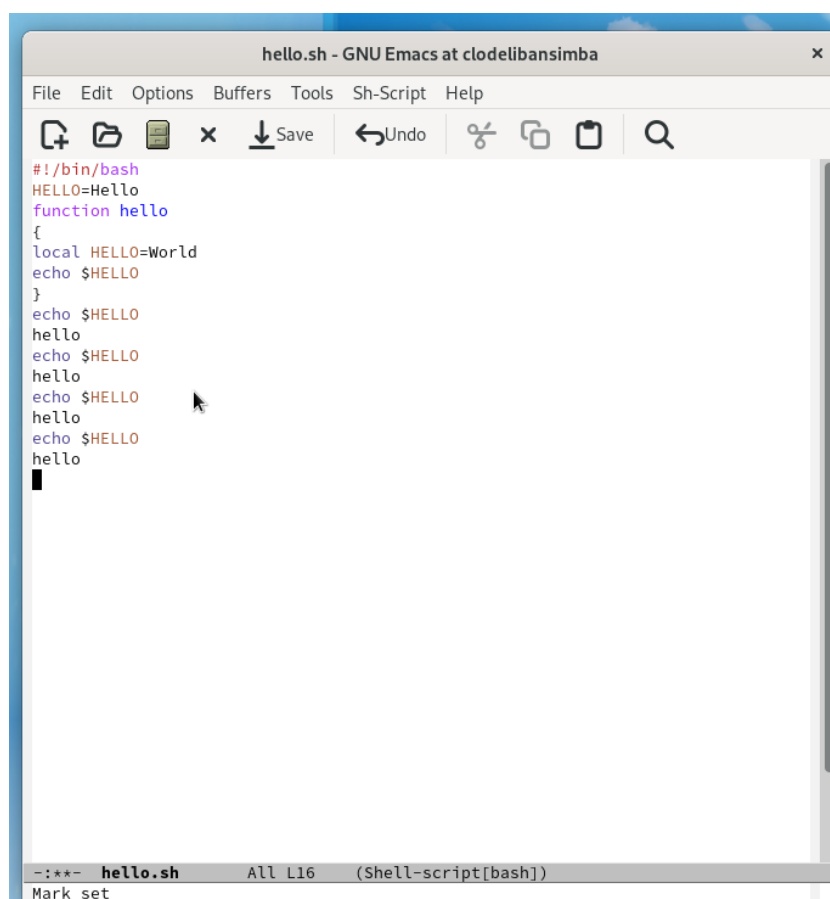 hello.sh - GNU Emacs at clodelibansimba
File Edit Options Buffers Tools Sh-Script Help
Save Undo
#!/bin/bash
HELLO=Hello
function hello
{
local HELLO=World
echo $HELLO
}
echo $HELLO
hello
echo $HELLO
hello
echo $HELLO
hello
echo $HELLO
hello
-:**- hello.sh All L16 (Shell-script[bash])
Mark set